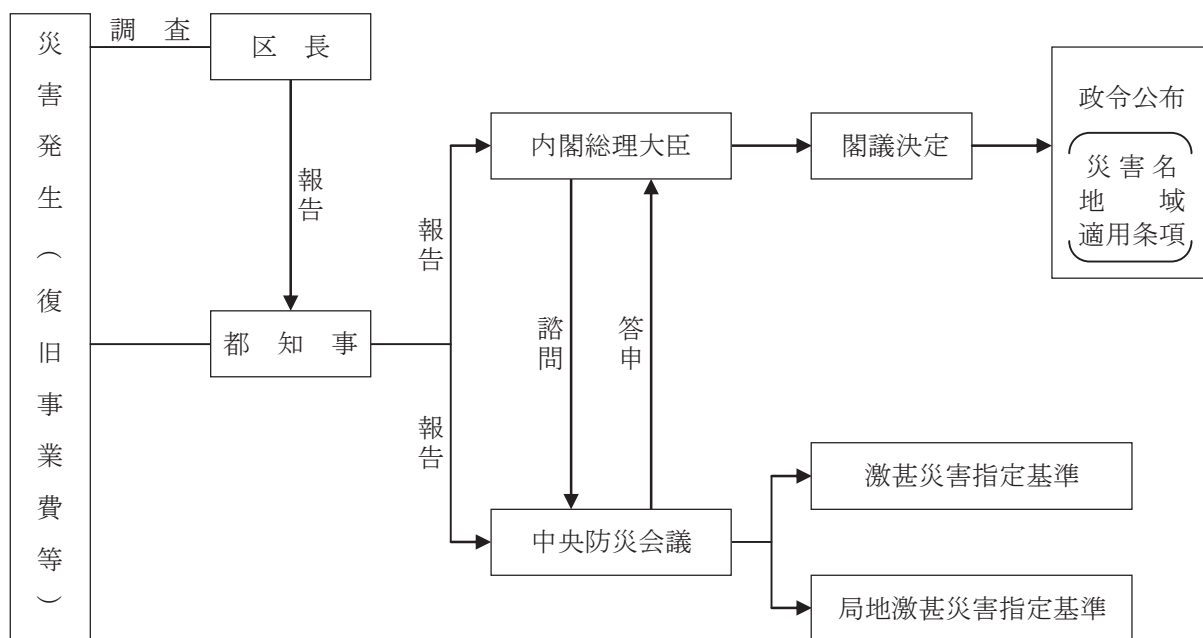 災害発生（復旧事業費等）
調査
区長
報告
都知事
報告
報告
内閣総理大臣
諮問
答申
中央防災会議
閣議決定
政令公布
災害名
地域
適用条項
激甚災害指定基準
局地激甚災害指定基準